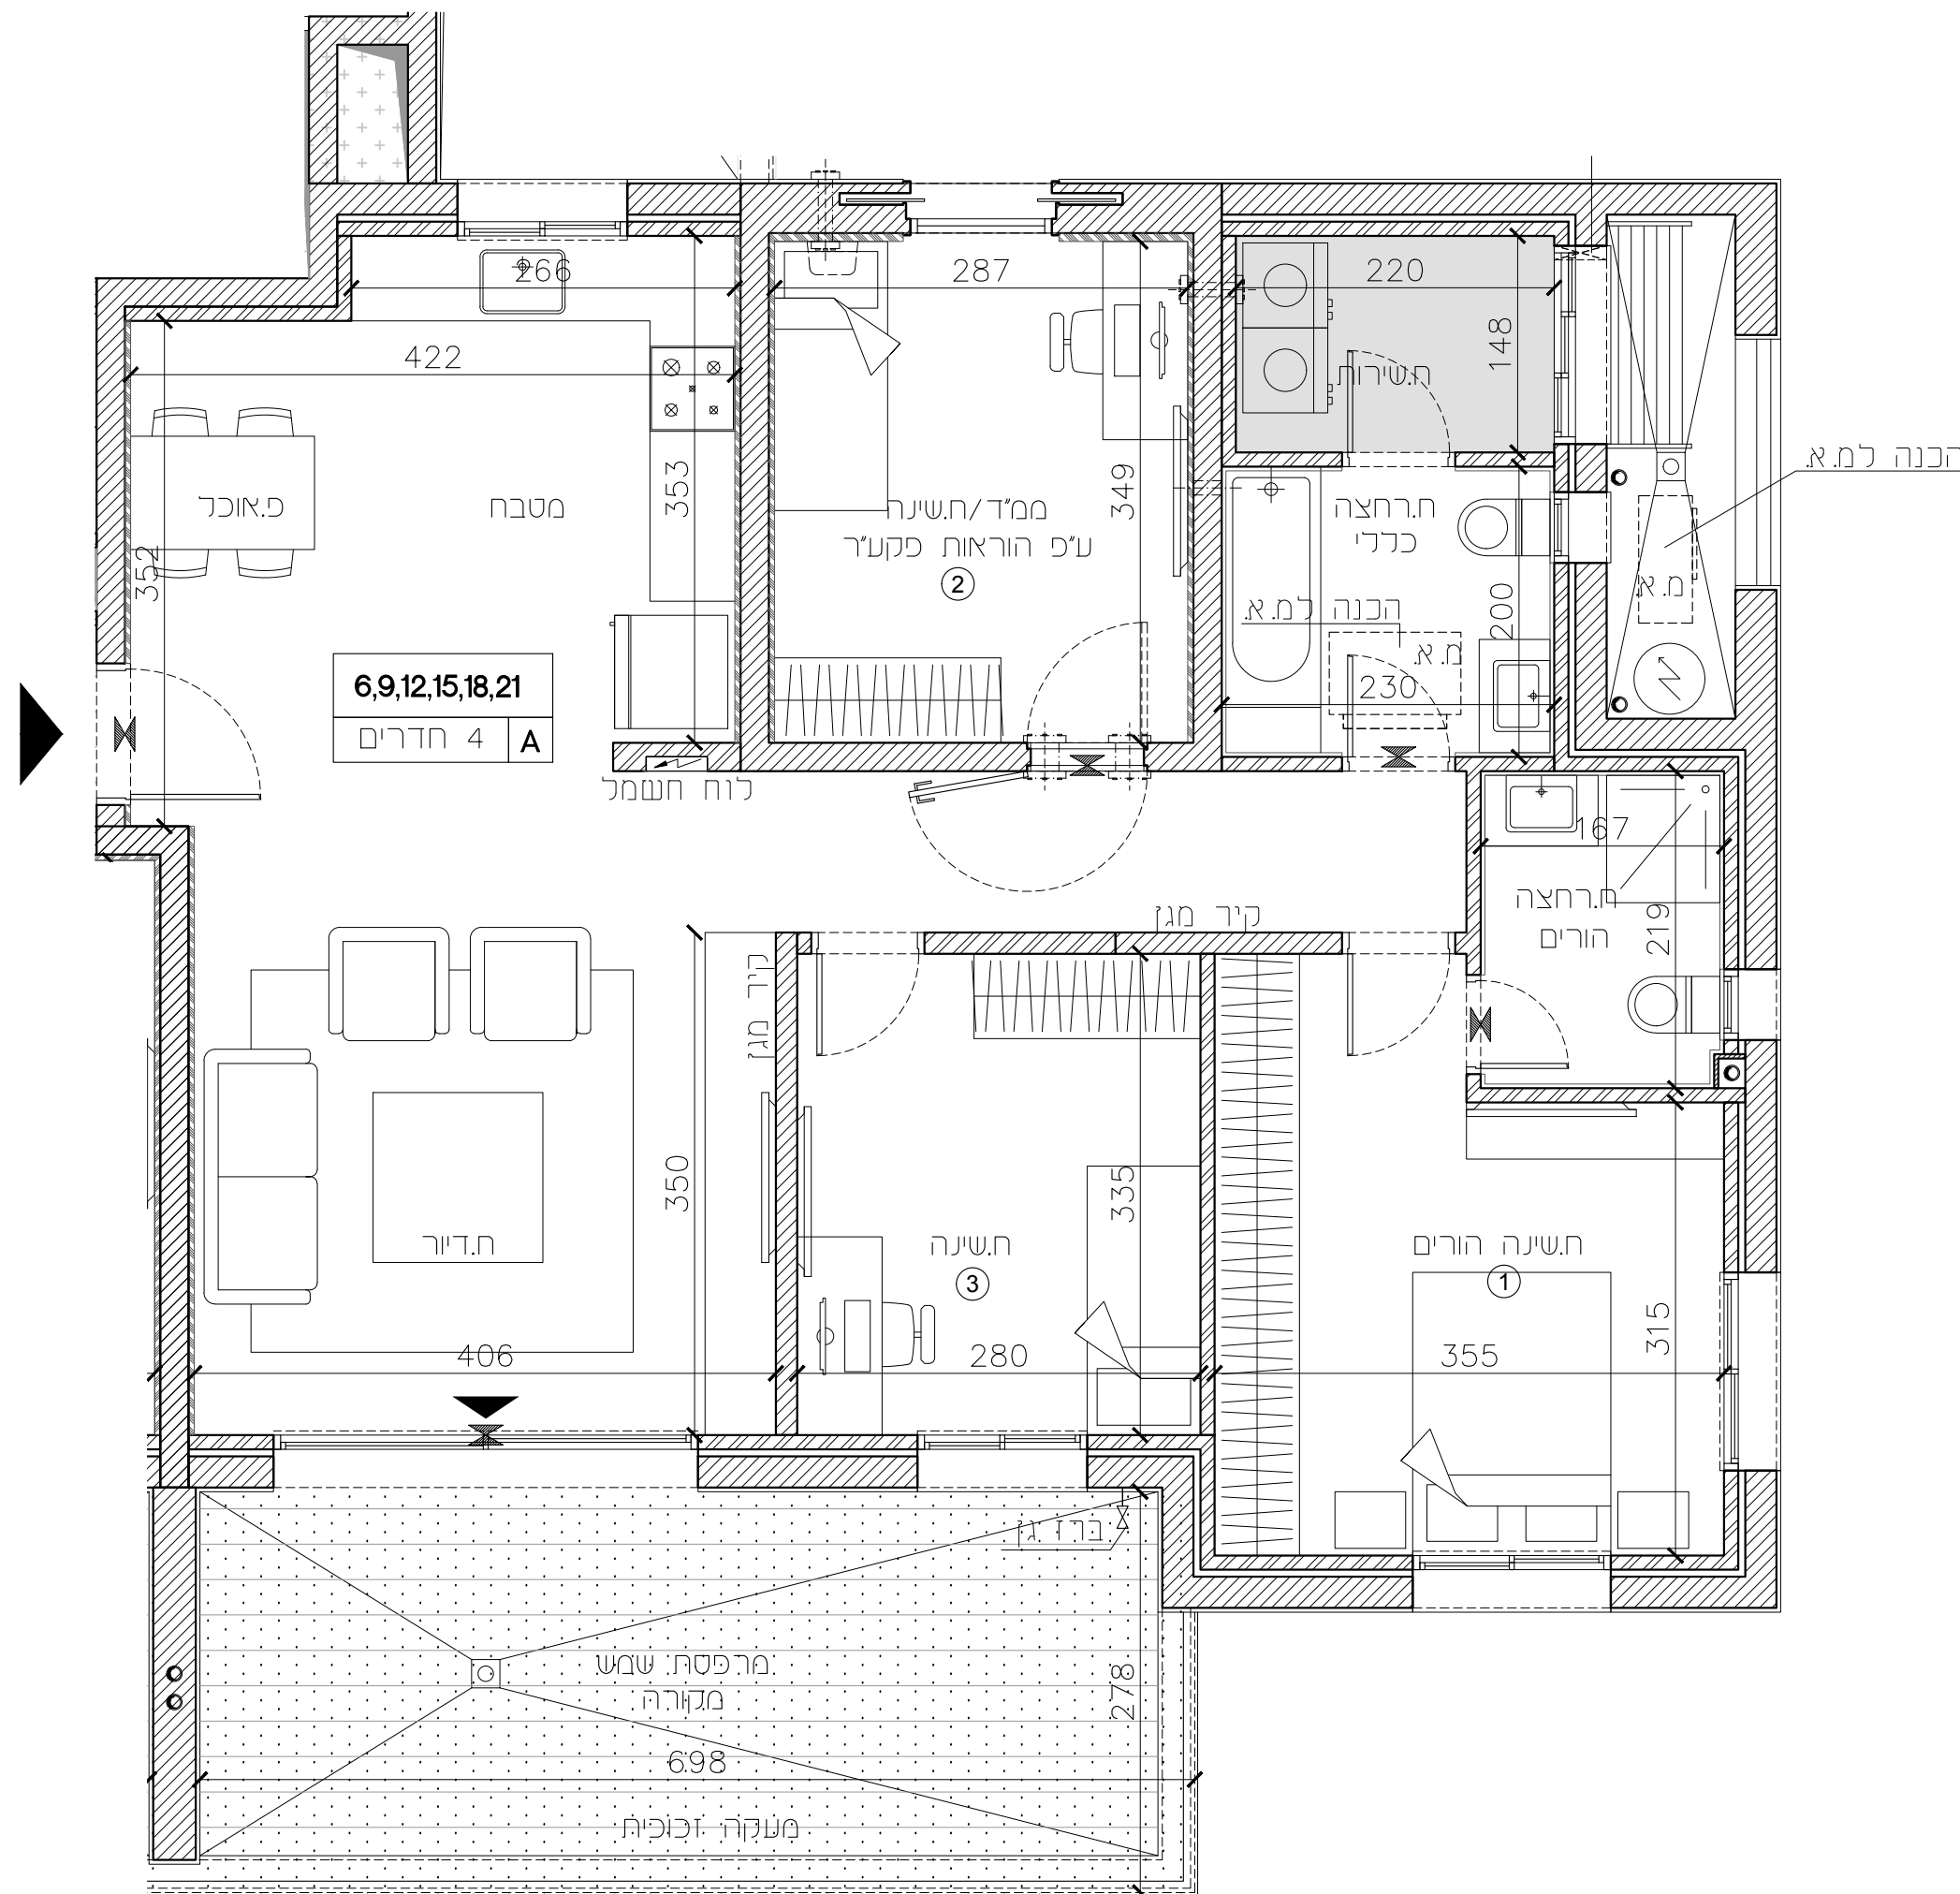 266
287
220
422
148
ח.שירות
353
349
פ.אוכל
מטבח
ממ"ד/ח.שינה
ע"פ הוראות פקע"ר
2
ח.רחצה
כללי
הכנה למ.א.
352
הכנה למ.א.
מ.א.
מ.א.
200
230
6,9,12,15,18,21
4 חדרים
A
לוח חשמל
167
ח.רחצה
הורים
219
קיר מגן
קיר מגן
350
335
ח.דיור
ח.שינה
3
ח.שינה הורים
1
315
406
280
355
ברז גן
מרפסת שמש
מקורה
278
698
מעקה זכוכית